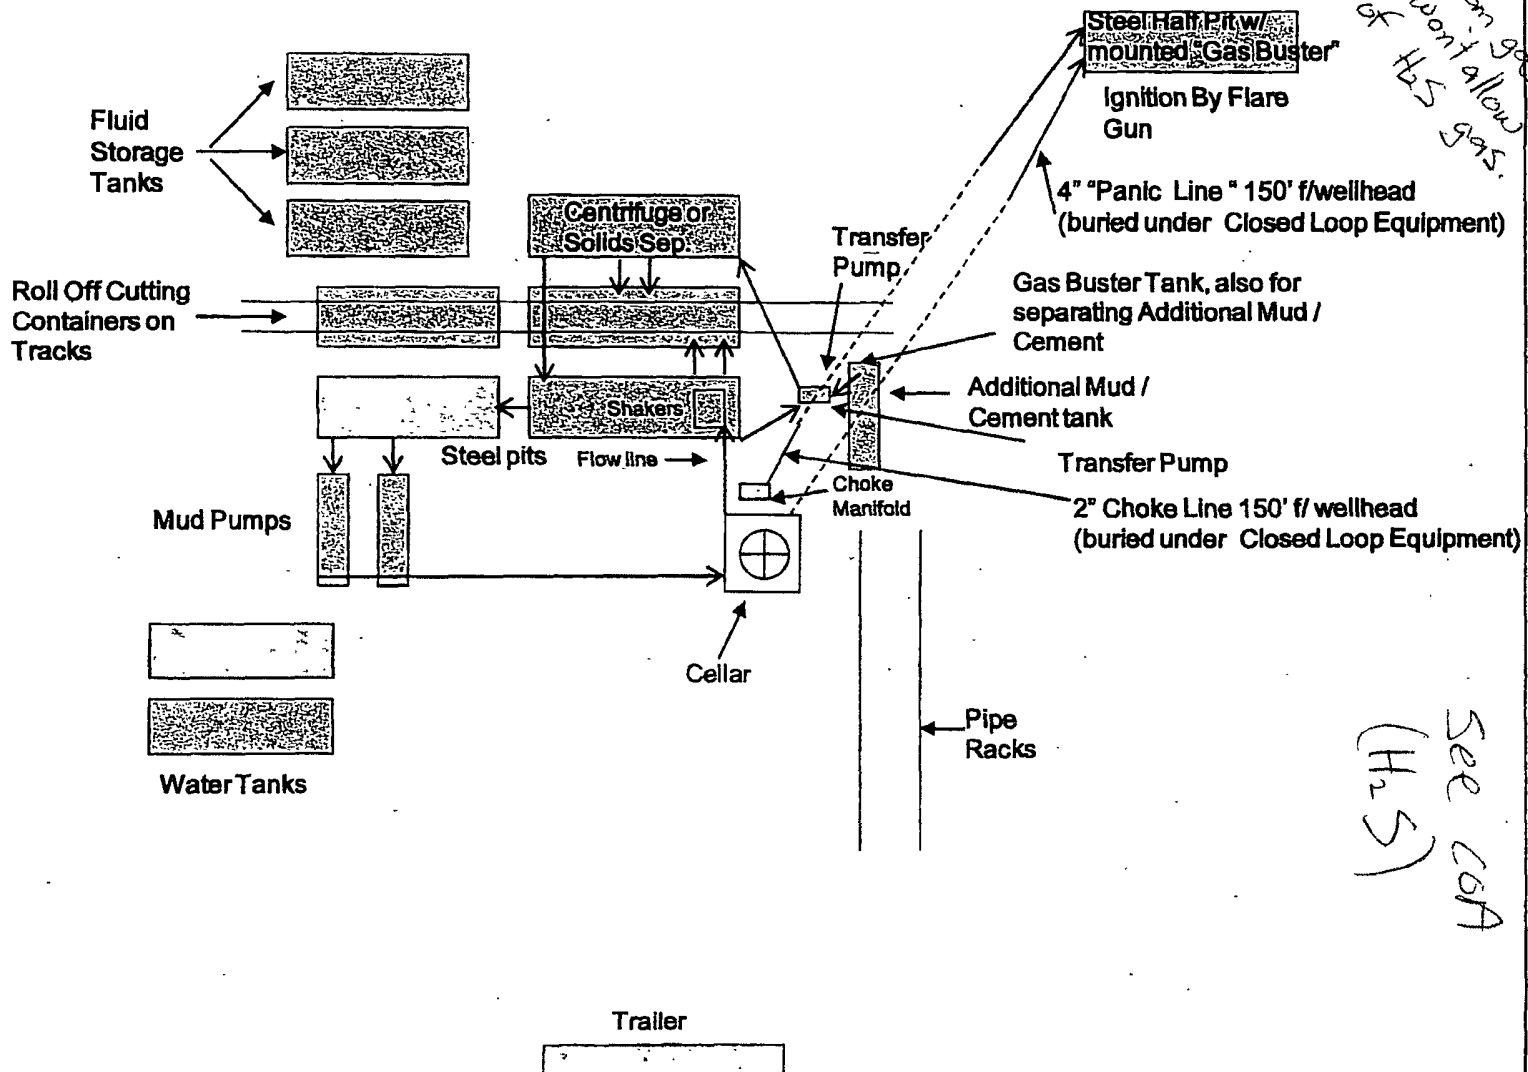 Steel Half Pit w/
mounted "Gas Buster"
Ignition By Flare
Gun
won't allow
of H2S gas.
Fluid
Storage
Tanks
4" "Panic Line " 150' f/wellhead
(buried under Closed Loop Equipment)
Centrifuge or
Solids Sep.
Transfer
Pump
Gas Buster Tank, also for
separating Additional Mud /
Cement
Roll Off Cutting
Containers on
Tracks
Additional Mud /
Cement tank
Shakers
Steel pits
Flow line
Transfer Pump
Choke
Manifold
2" Choke Line 150' f/ wellhead
(buried under Closed Loop Equipment)
Mud Pumps
Cellar
Pipe
Racks
Water Tanks
See COA
(H2S)
Trailer